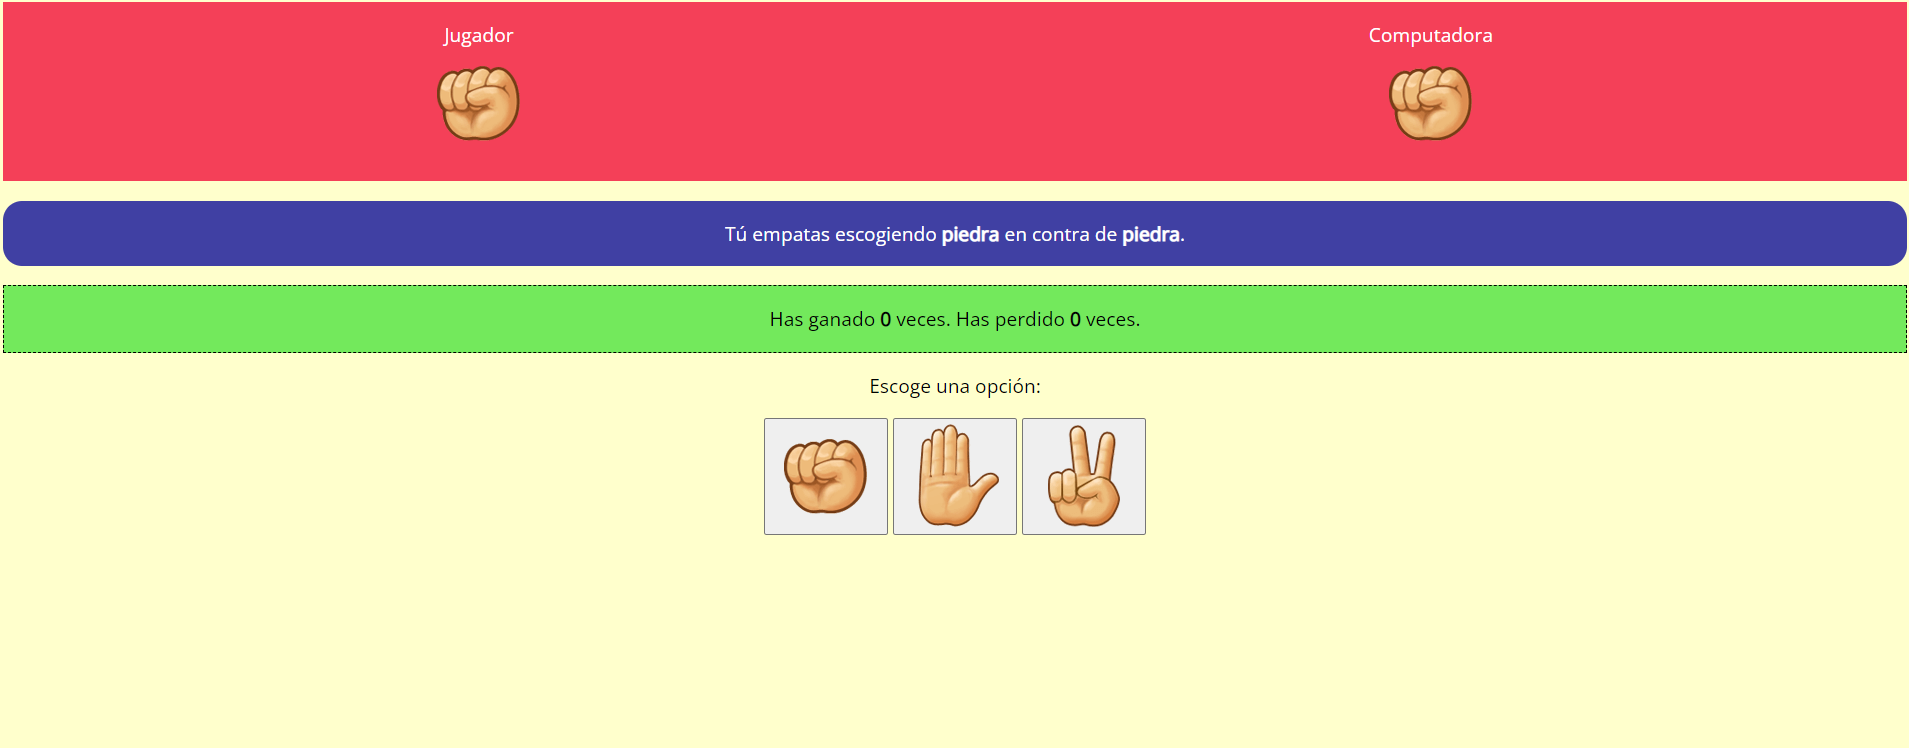 Jugador
Computadora
Tú empatas escogiendo piedra en contra de piedra.
Has ganado 0 veces. Has perdido 0 veces.
Escoge una opción: